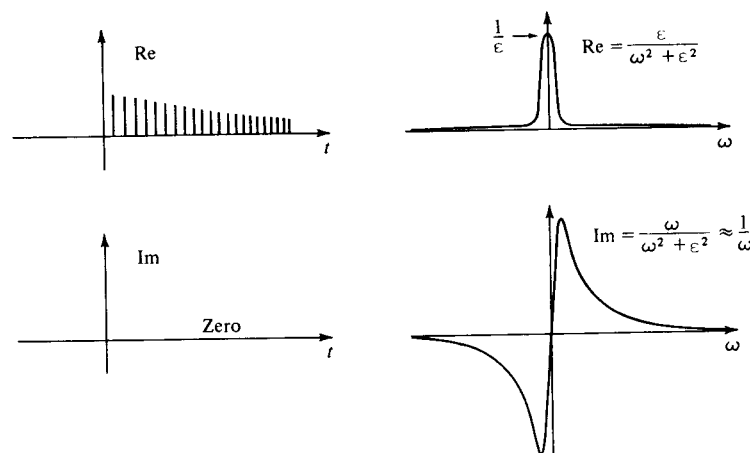 Re
t
1/ε → Re = ε/(ω² + ε²)
ω
Im
Zero
t
Im = ω/(ω² + ε²) ≈ 1/ω
ω